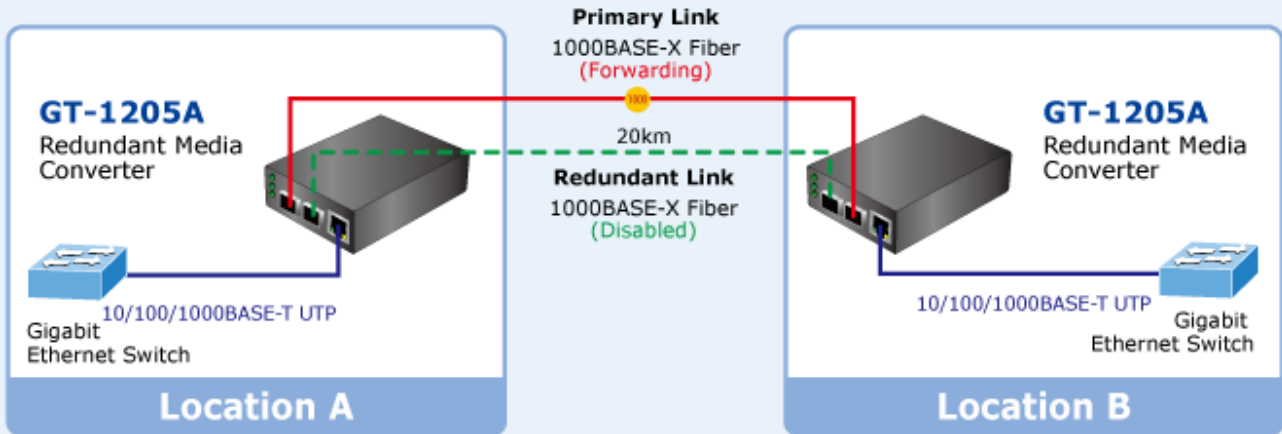 Primary Link
1000BASE-X Fiber
(Forwarding)
1000
20km
Redundant Link
1000BASE-X Fiber
(Disabled)
GT-1205A
Redundant Media
Converter
10/100/1000BASE-T UTP
Gigabit
Ethernet Switch
Location A
GT-1205A
Redundant Media
Converter
10/100/1000BASE-T UTP
Gigabit
Ethernet Switch
Location B